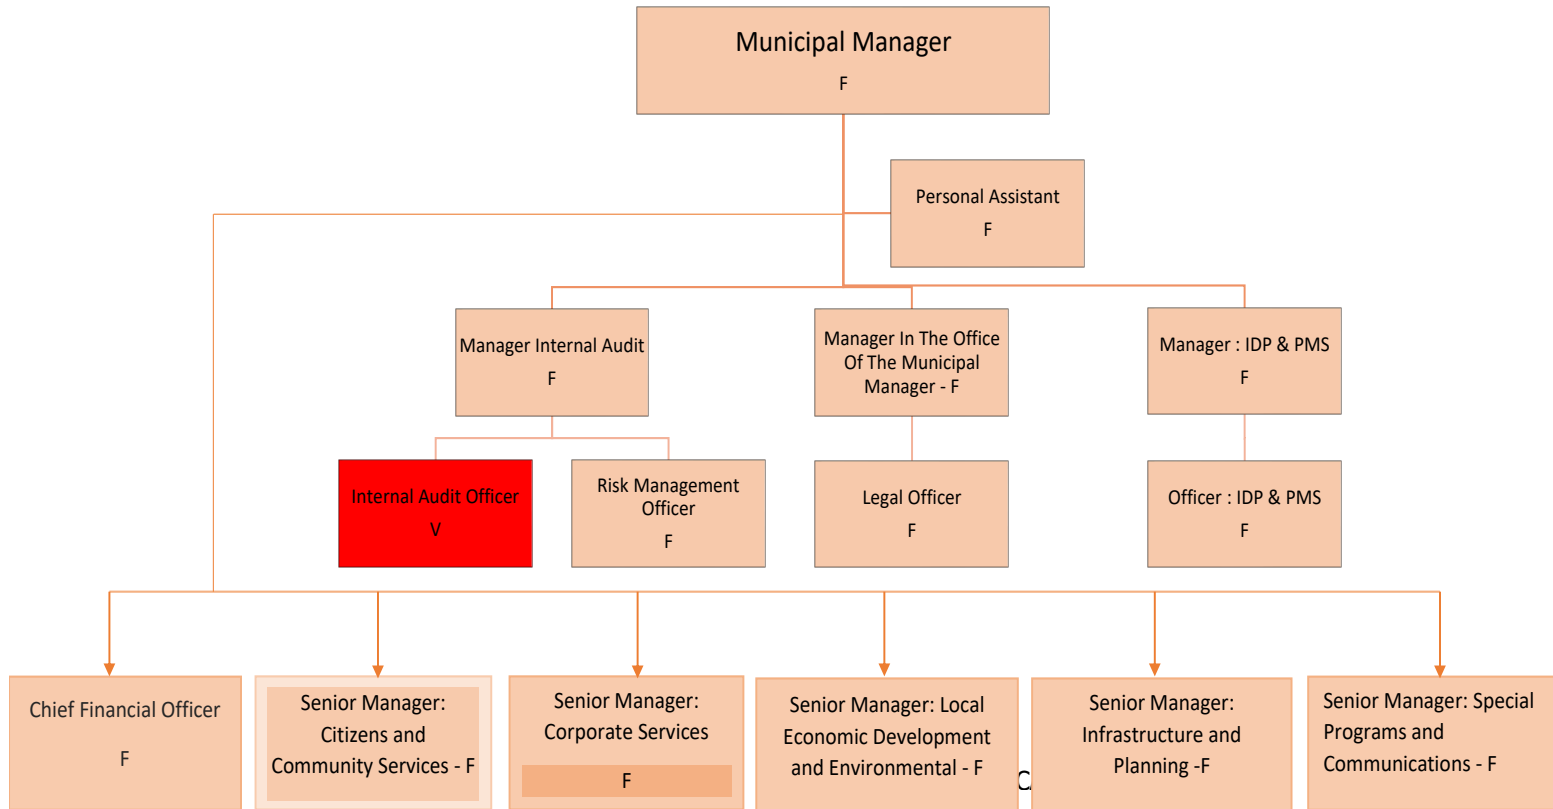 Municipal Manager
F
Personal Assistant
F
Manager Internal Audit
F
Manager In The Office
Of The Municipal
Manager - F
Manager : IDP & PMS
F
Internal Audit Officer
V
Risk Management
Officer
F
Legal Officer
F
Officer : IDP & PMS
F
Chief Financial Officer
F
Senior Manager:
Citizens and
Community Services - F
Senior Manager:
Corporate Services
F
Senior Manager: Local
Economic Development
and Environmental - F
Senior Manager:
Infrastructure and
Planning -F
Senior Manager: Special
Programs and
Communications - F